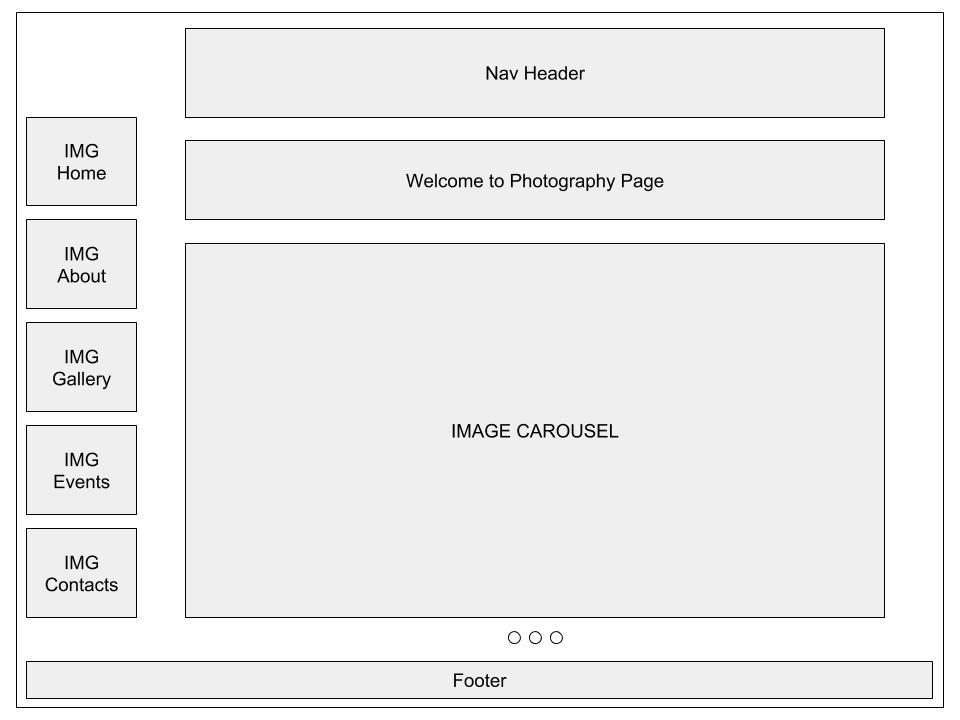 Nav Header
Welcome to Photography Page
IMG
Home
IMG
About
IMG
Gallery
IMG
Events
IMG
Contacts
IMAGE CAROUSEL
Footer